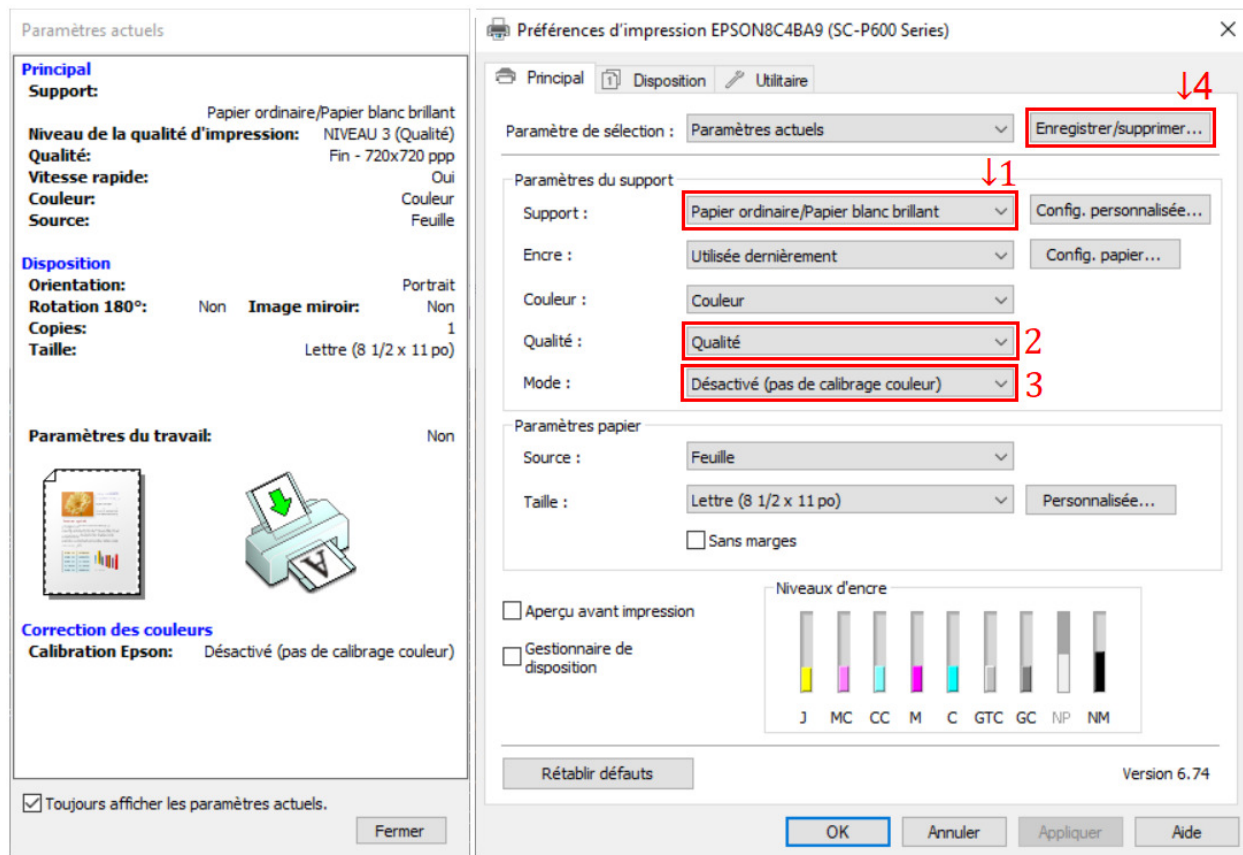 Paramètres actuels
Principal
Support:
Papier ordinaire/Papier blanc brillant
Niveau de la qualité d'impression: NIVEAU 3 (Qualité)
Qualité: Fin - 720x720 ppp
Vitesse rapide: Oui
Couleur: Couleur
Source: Feuille
Disposition
Orientation: Portrait
Rotation 180°: Non Image miroir: Non
Copies: 1
Taille: Lettre (8 1/2 x 11 po)
Paramètres du travail: Non
Correction des couleurs
Calibration Epson: Désactivé (pas de calibrage couleur)
Toujours afficher les paramètres actuels.
Fermer
Préférences d'impression EPSON8C4BA9 (SC-P600 Series)
Principal Disposition Utilitaire
↓4
Paramètre de sélection : Paramètres actuels Enregistrer/supprimer...
Paramètres du support ↓1
Support : Papier ordinaire/Papier blanc brillant Config. personnalisée...
Encre : Utilisée dernièrement Config. papier...
Couleur : Couleur
Qualité : Qualité 2
Mode : Désactivé (pas de calibrage couleur) 3
Paramètres papier
Source : Feuille
Taille : Lettre (8 1/2 x 11 po) Personnalisée...
Sans marges
Aperçu avant impression
Gestionnaire de
disposition
Niveaux d'encre
J MC CC M C GTC GC NP NM
Rétablir défauts Version 6.74
OK Annuler Appliquer Aide